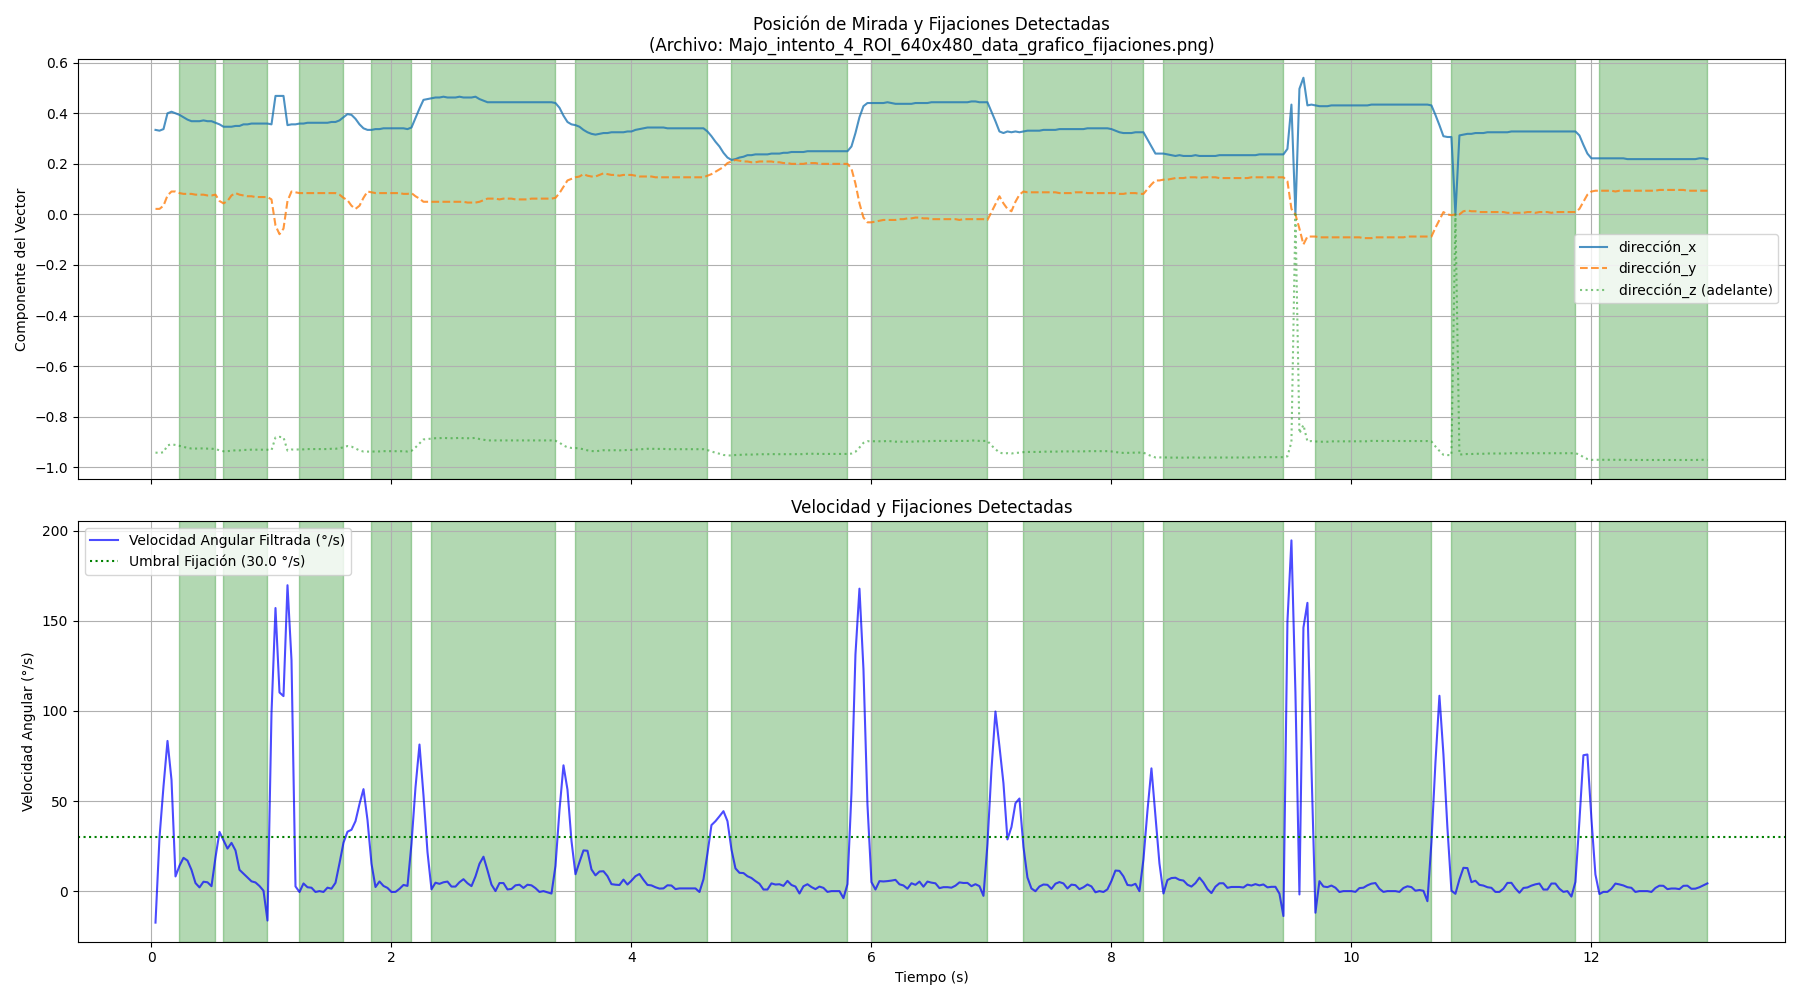 Posición de Mirada y Fijaciones Detectadas
(Archivo: Majo_intento_4_ROI_640x480_data_grafico_fijaciones.png)
Componente del Vector
0.6
0.4
0.2
0.0
−0.2
−0.4
−0.6
−0.8
−1.0
dirección_x
dirección_y
dirección_z (adelante)
Velocidad y Fijaciones Detectadas
Velocidad Angular (°/s)
200
150
100
50
0
Velocidad Angular Filtrada (°/s)
Umbral Fijación (30.0 °/s)
0 2 4 6 8 10 12
Tiempo (s)